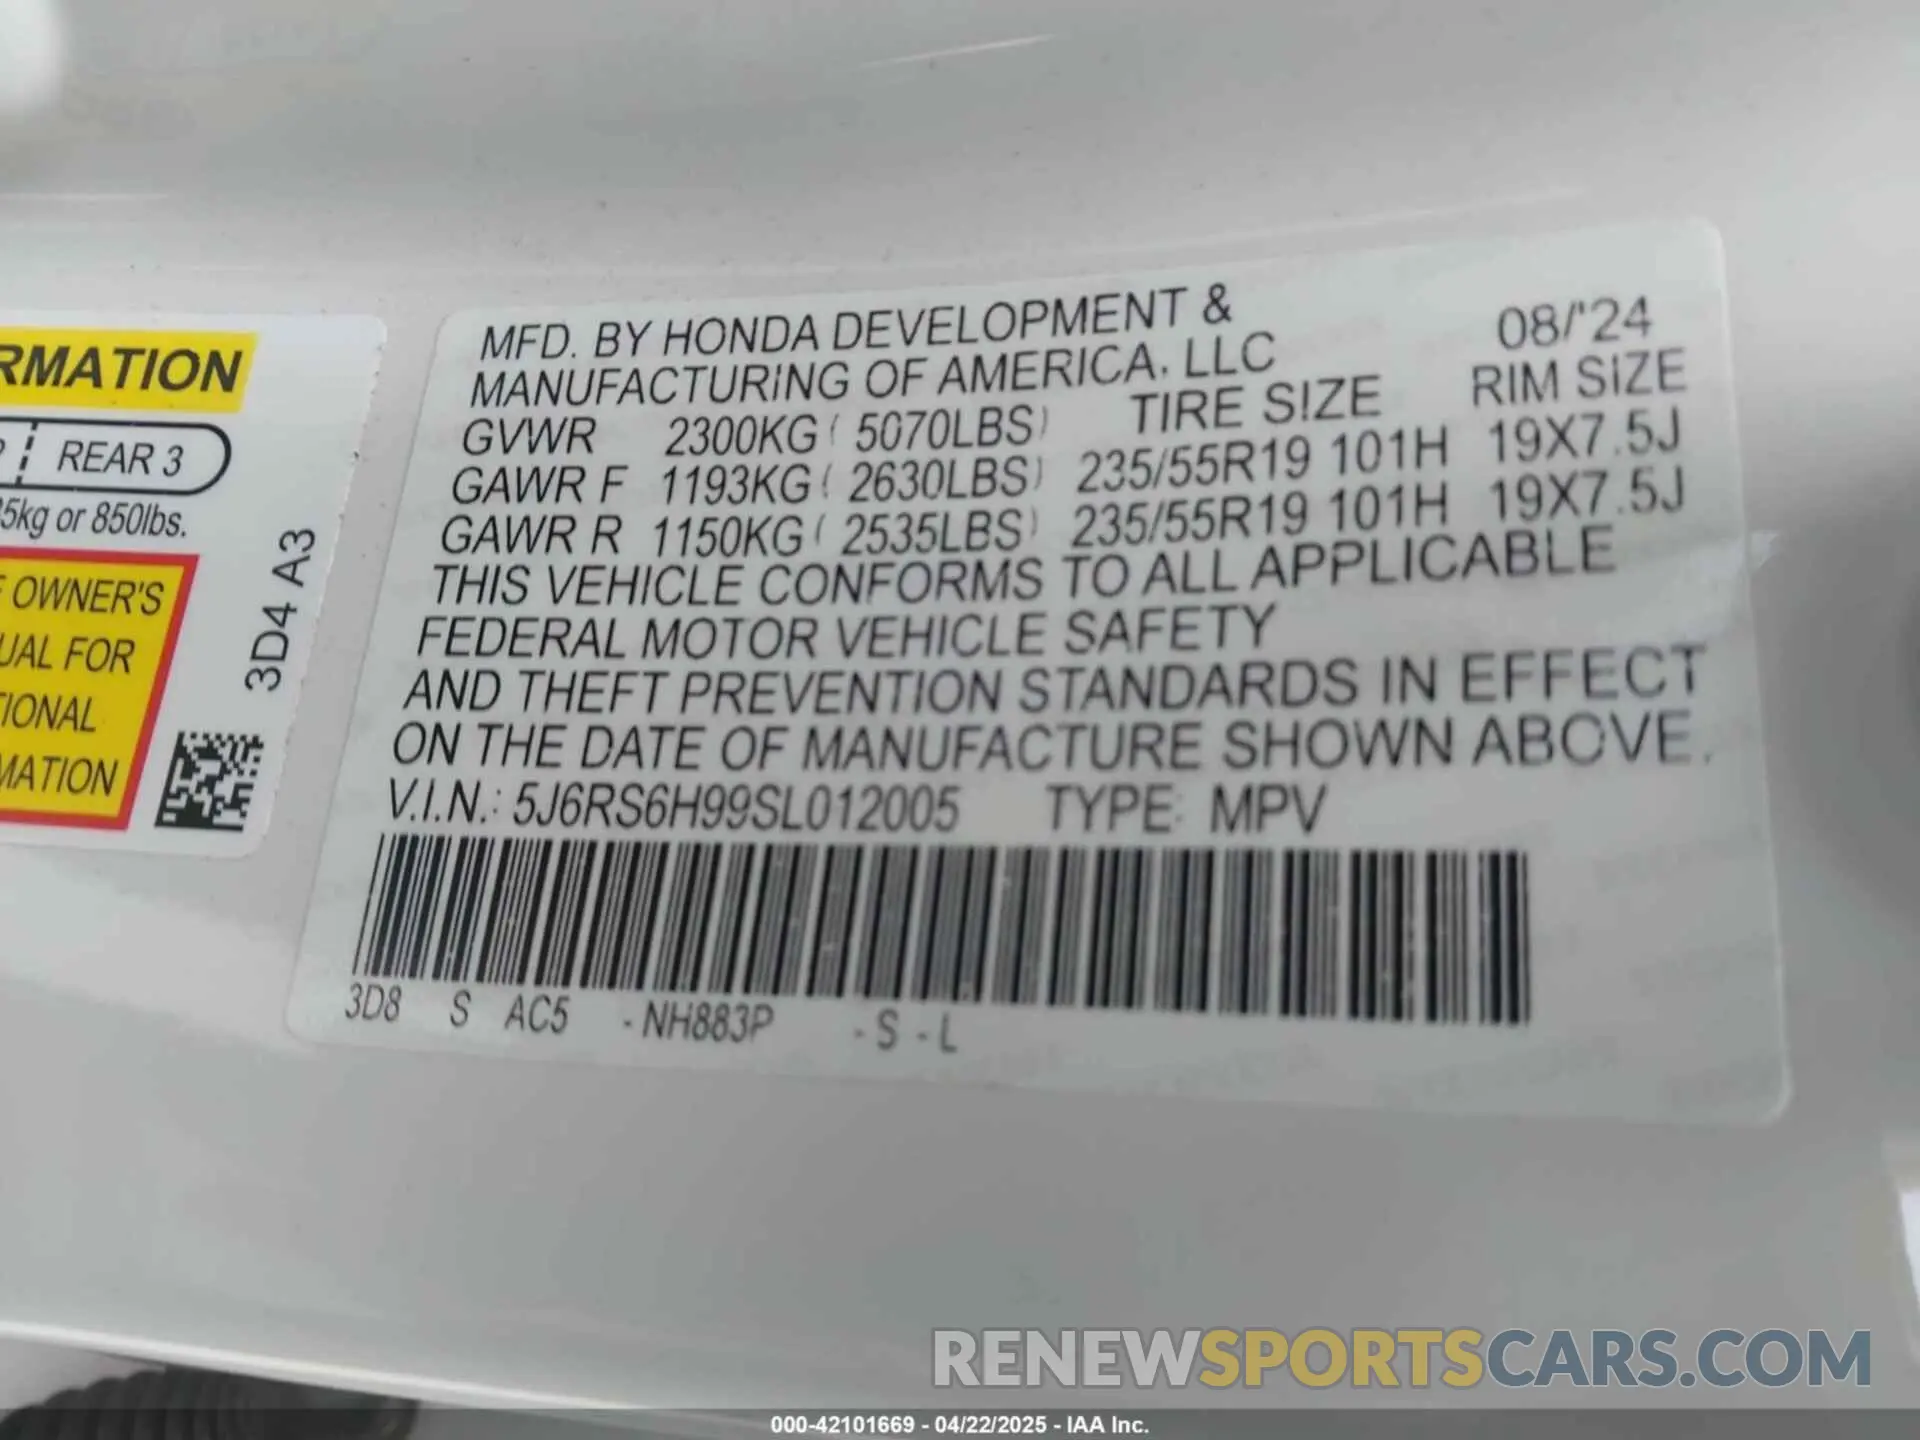 RMATION
REAR 3
5kg or 850lbs.
OWNER'S
UAL FOR
TIONAL
MATION
3D4 A3
MFD. BY HONDA DEVELOPMENT & 08/'24
MANUFACTURING OF AMERICA, LLC
TIRE SIZE RIM SIZE
GVWR 2300KG ( 5070LBS)
GAWR F 1193KG ( 2630LBS) 235/55R19 101H 19X7.5J
GAWR R 1150KG ( 2535LBS) 235/55R19 101H 19X7.5J
THIS VEHICLE CONFORMS TO ALL APPLICABLE
FEDERAL MOTOR VEHICLE SAFETY
AND THEFT PREVENTION STANDARDS IN EFFECT
ON THE DATE OF MANUFACTURE SHOWN ABOVE.
V.I.N.: 5J6RS6H99SL012005 TYPE: MPV
3D8 S AC5 -NH883P -S-L
RENEWSPORTSCARS.COM
000-42101669 - 04/22/2025 - IAA Inc.